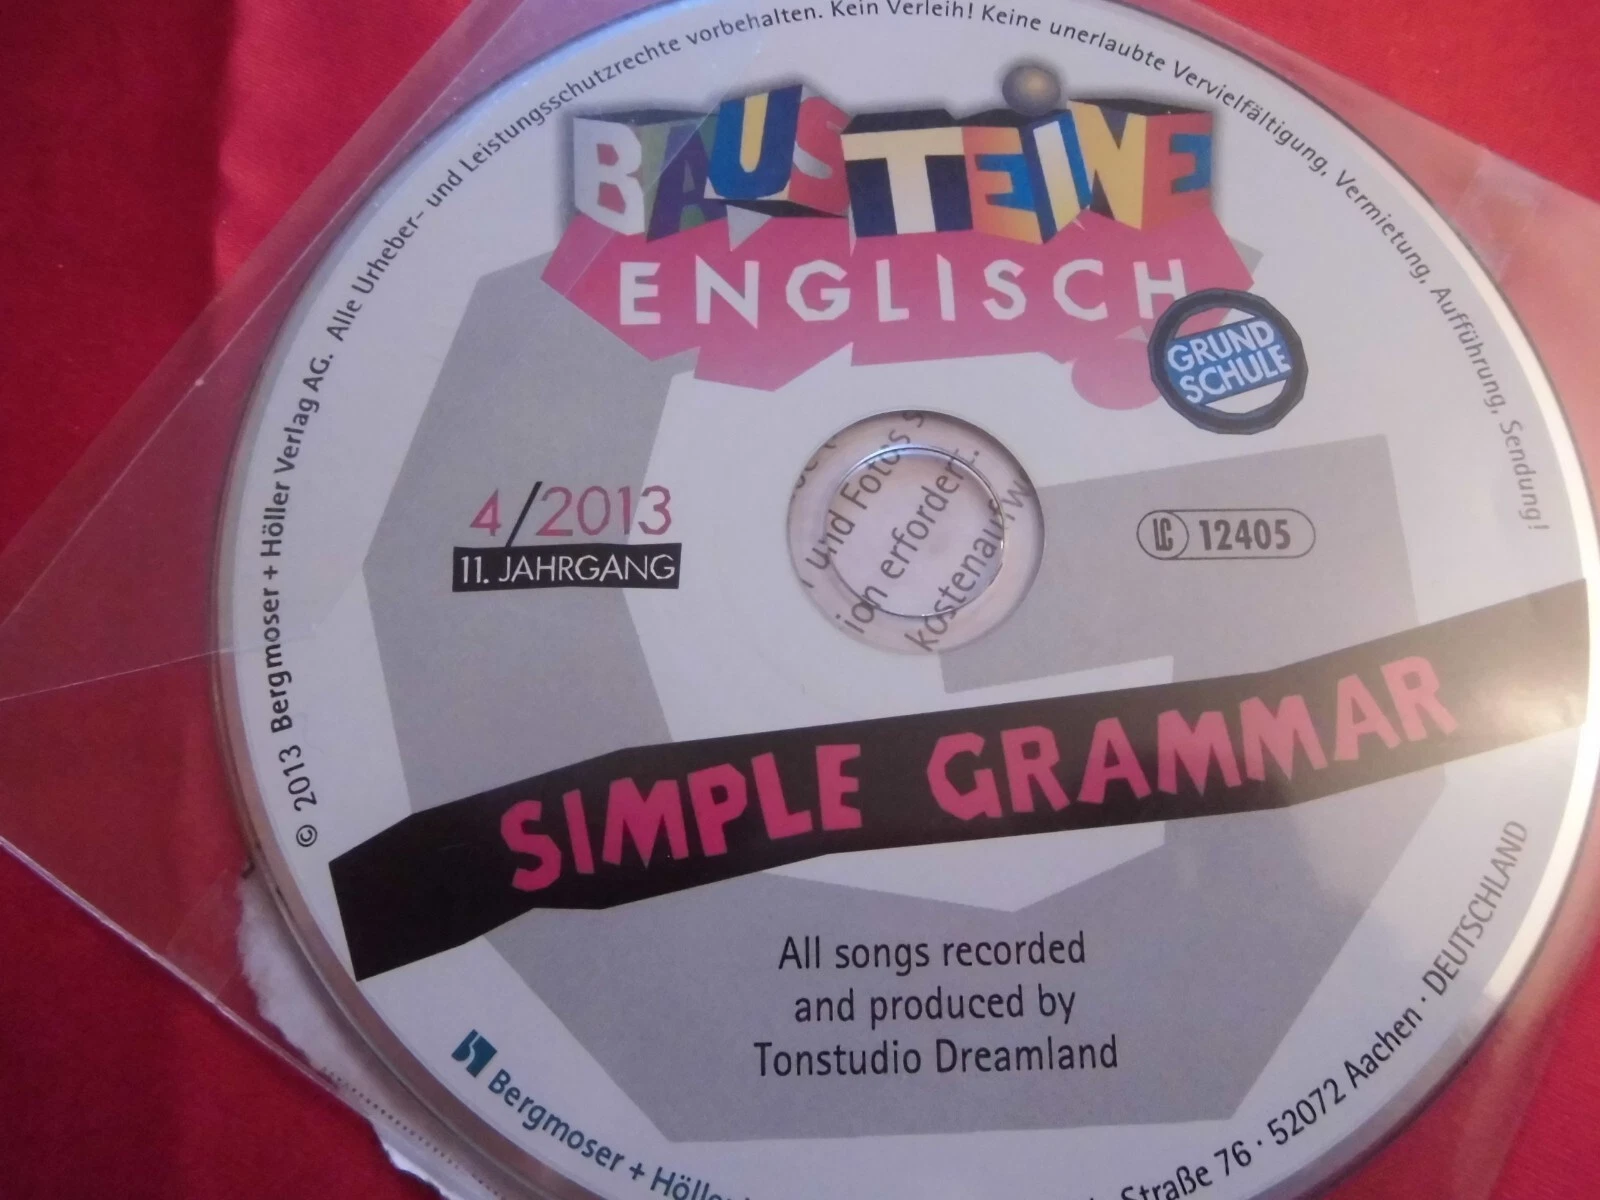 © 2013 Bergmoser + Höller Verlag AG. Alle Urheber- und Leistungsschutzrechte vorbehalten. Kein Verleih! Keine unerlaubte Vervielfältigung, Vermietung, Aufführung, Sendung!
BAUSTEINE
ENGLISCH
GRUND
SCHULE
4/2013
11. JAHRGANG
und Fotos
erfordert.
LC 12405
SIMPLE GRAMMAR
All songs recorded
and produced by
Tonstudio Dreamland
Bergmoser + Höller
Straße 76 · 52072 Aachen · DEUTSCHLAND